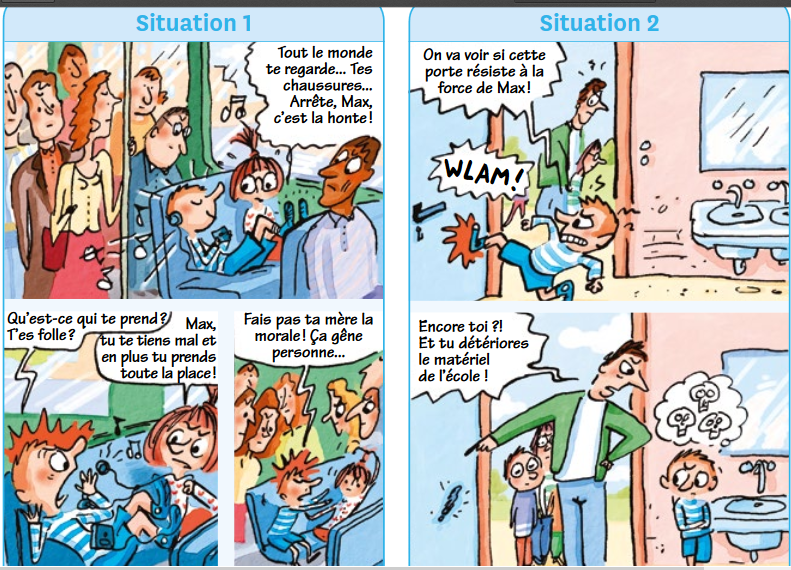 Situation 1
Tout le monde
te regarde... Tes
chaussures...
Arrête, Max,
c'est la honte !
Qu'est-ce qui te prend ?
T'es folle ?
Max,
tu te tiens mal et
en plus tu prends
toute la place !
Fais pas ta mère la
morale ! Ça gêne
personne...
Situation 2
On va voir si cette
porte résiste à la
force de Max !
WLAM !
Encore toi ?!
Et tu détériores
le matériel
de l'école !